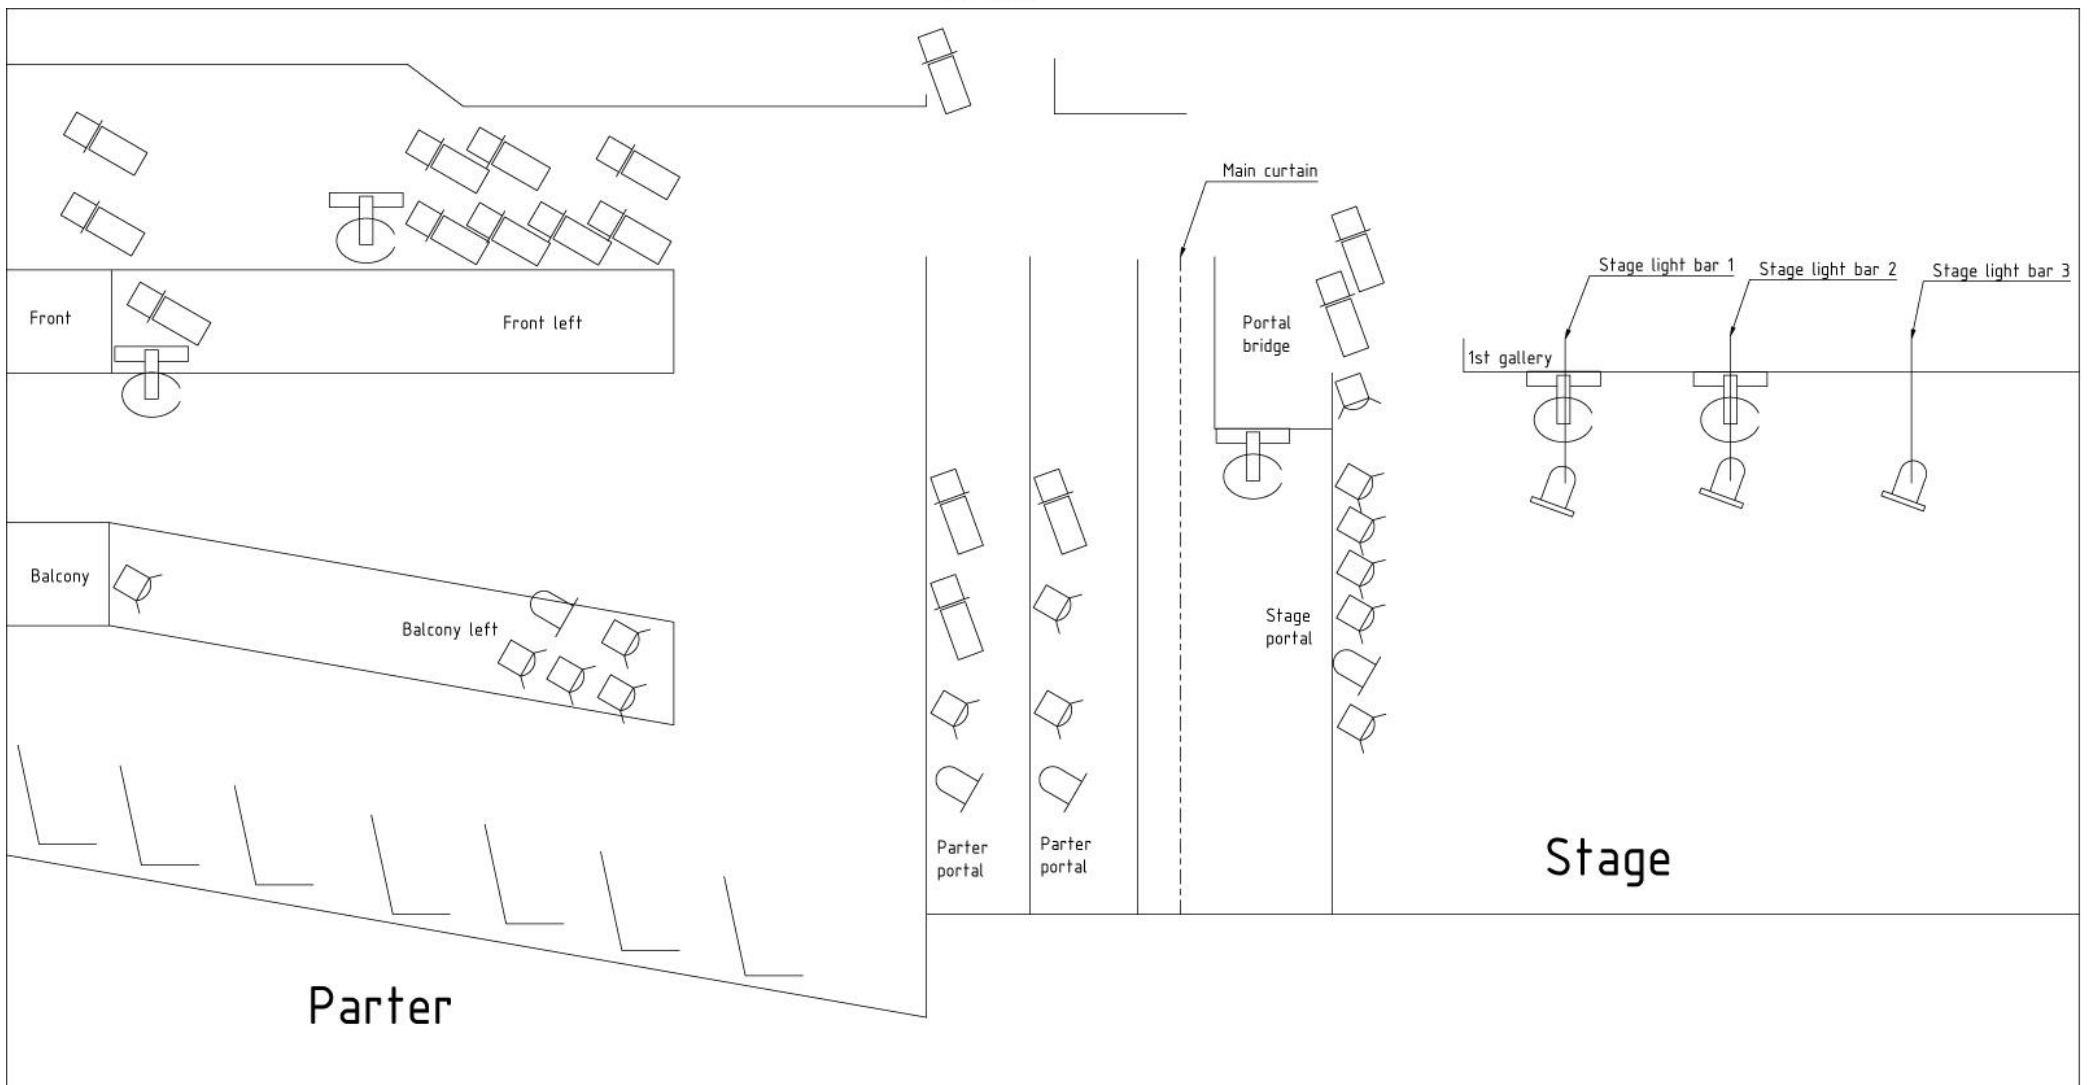 Main curtain
Stage light bar 1
Stage light bar 2
Stage light bar 3
Front
Front left
Portal
bridge
1st gallery
Balcony
Balcony left
Stage
portal
Parter
portal
Parter
portal
Stage
Parter